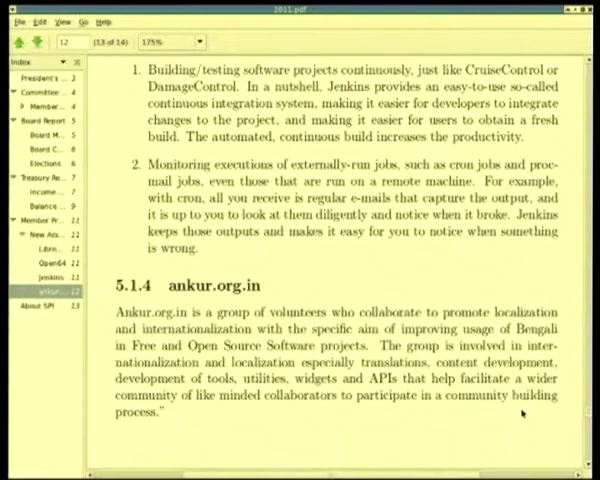 2011.pdf
File Edit View Go Help
12 (13 of 14) 175%
Index
President's ... 3
Committee ... 4
Member... 4
Board Report 5
Board M... 5
Board C... 6
Elections 6
Treasury Re... 7
Income ... 7
Balance ... 9
Member Pr... 11
New Ass... 11
Libre... 11
Open64 11
Jenkins 11
ankur... 12
About SPI 13
1. Building/testing software projects continuously, just like CruiseControl or
DamageControl. In a nutshell, Jenkins provides an easy-to-use so-called
continuous integration system, making it easier for developers to integrate
changes to the project, and making it easier for users to obtain a fresh
build. The automated, continuous build increases the productivity.
2. Monitoring executions of externally-run jobs, such as cron jobs and proc-
mail jobs, even those that are run on a remote machine. For example,
with cron, all you receive is regular e-mails that capture the output, and
it is up to you to look at them diligently and notice when it broke. Jenkins
keeps those outputs and makes it easy for you to notice when something
is wrong.
5.1.4 ankur.org.in
Ankur.org.in is a group of volunteers who collaborate to promote localization
and internationalization with the specific aim of improving usage of Bengali
in Free and Open Source Software projects. The group is involved in inter-
nationalization and localization especially translations, content development,
development of tools, utilities, widgets and APIs that help facilitate a wider
community of like minded collaborators to participate in a community building
process."